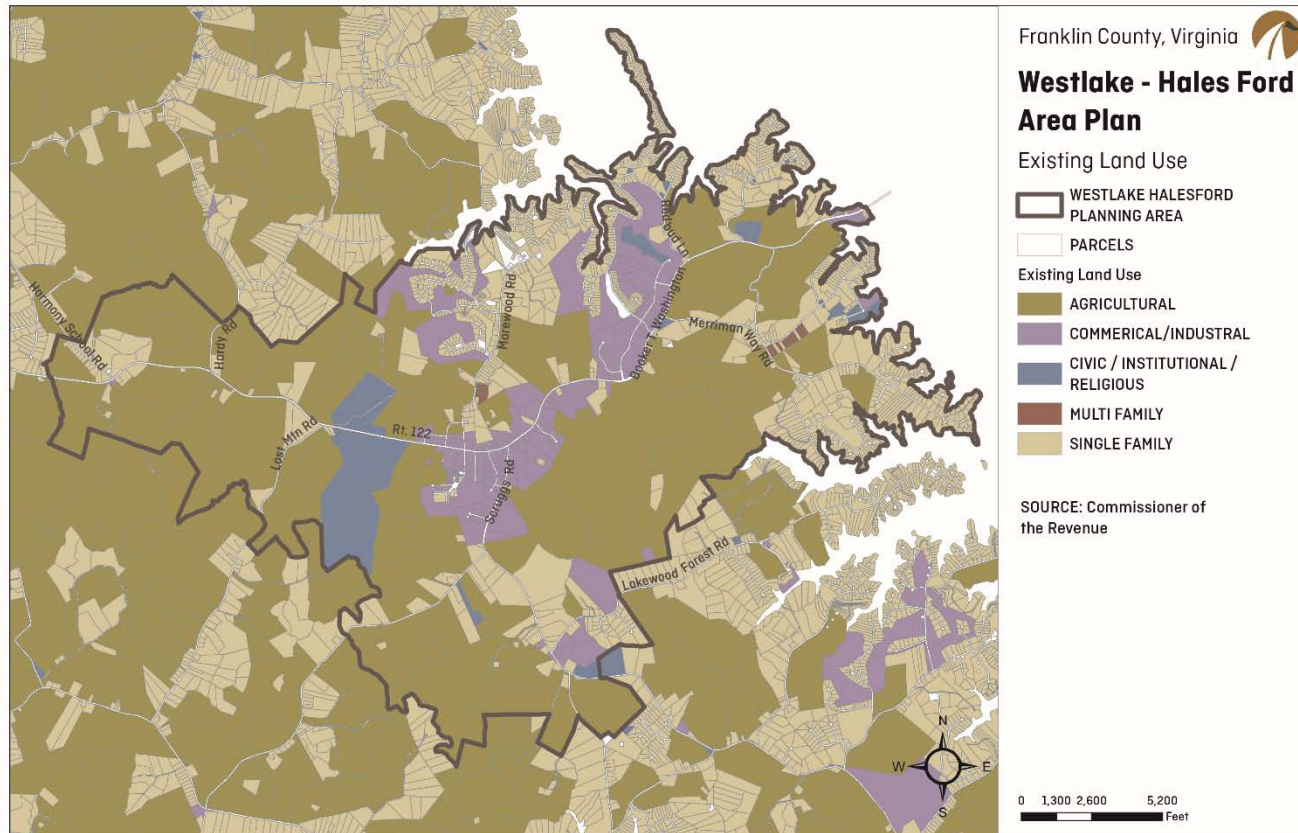 Franklin County, Virginia
Westlake - Hales Ford
Area Plan
Existing Land Use
WESTLAKE HALESFORD
PLANNING AREA
PARCELS
Existing Land Use
AGRICULTURAL
COMMERICAL/INDUSTRAL
CIVIC / INSTITUTIONAL /
RELIGIOUS
MULTI FAMILY
SINGLE FAMILY
SOURCE: Commissioner of
the Revenue
Redbud Ln
Booker T. Washington
Morewood Rd
Merriman Way Rd
Harmony School Rd
Hardy Rd
Lost Mtn Rd
Rt. 122
Scruggs Rd
Lakewood Forest Rd
N
W
E
S
0 1,300 2,600 5,200
Feet